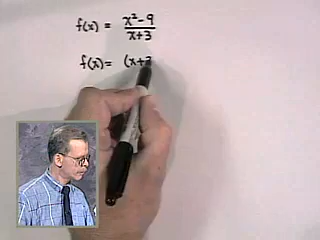 f(x) = x²-9 / x+3
f(x) = (x+3